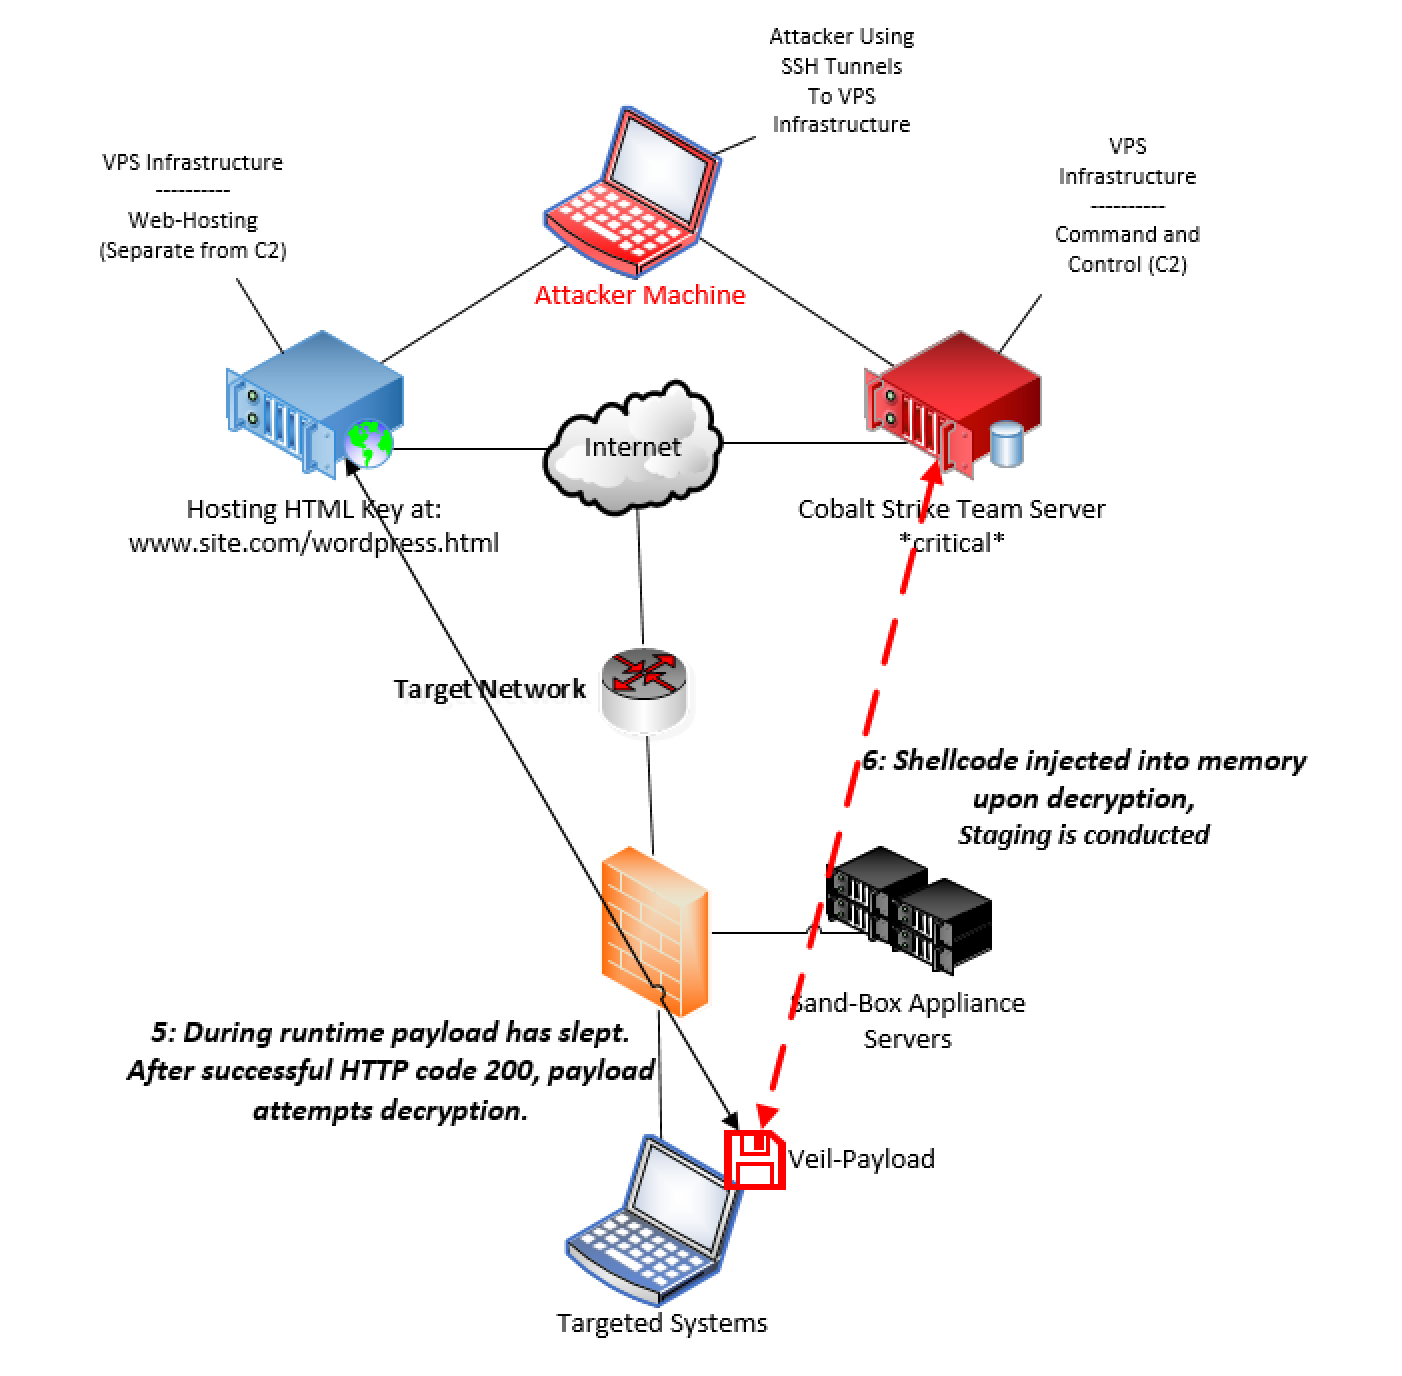 Attacker Using
SSH Tunnels
To VPS
Infrastructure
VPS Infrastructure
----------
Web-Hosting
(Separate from C2)
VPS
Infrastructure
----------
Command and
Control (C2)
Attacker Machine
Internet
Hosting HTML Key at:
www.site.com/wordpress.html
Cobalt Strike Team Server
*critical*
Target Network
6: Shellcode injected into memory
upon decryption,
Staging is conducted
Sand-Box Appliance
Servers
5: During runtime payload has slept.
After successful HTTP code 200, payload
attempts decryption.
Veil-Payload
Targeted Systems